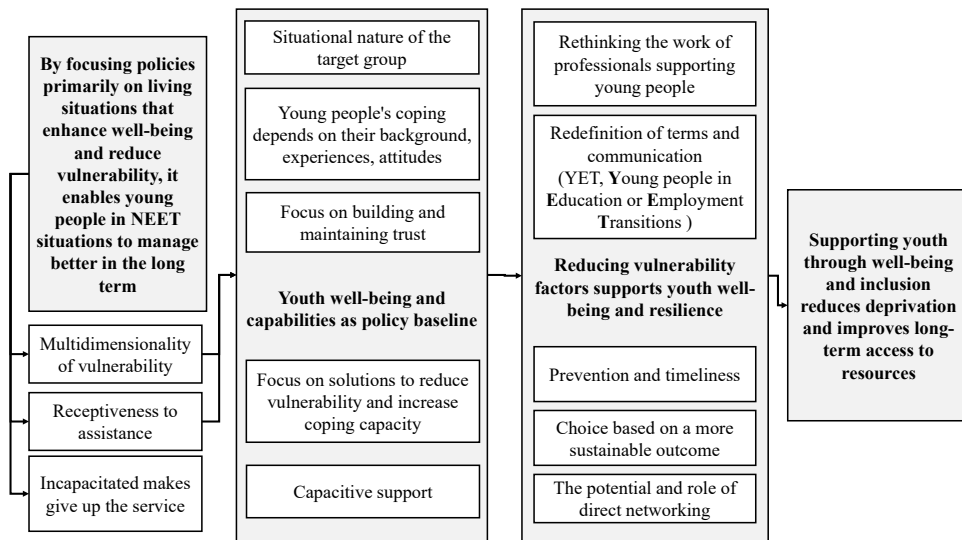 By focusing policies
primarily on living
situations that
enhance well-being
and reduce
vulnerability, it
enables young
people in NEET
situations to manage
better in the long
term
Multidimensionality
of vulnerability
Receptiveness to
assistance
Incapacitated makes
give up the service
Situational nature of the
target group
Young people's coping
depends on their background,
experiences, attitudes
Focus on building and
maintaining trust
Youth well-being and
capabilities as policy baseline
Focus on solutions to reduce
vulnerability and increase
coping capacity
Capacitive support
Rethinking the work of
professionals supporting
young people
Redefinition of terms and
communication
(YET, Young people in
Education or Employment
Transitions )
Reducing vulnerability
factors supports youth well-
being and resilience
Prevention and timeliness
Choice based on a more
sustainable outcome
The potential and role of
direct networking
Supporting youth
through well-being
and inclusion
reduces deprivation
and improves long-
term access to
resources